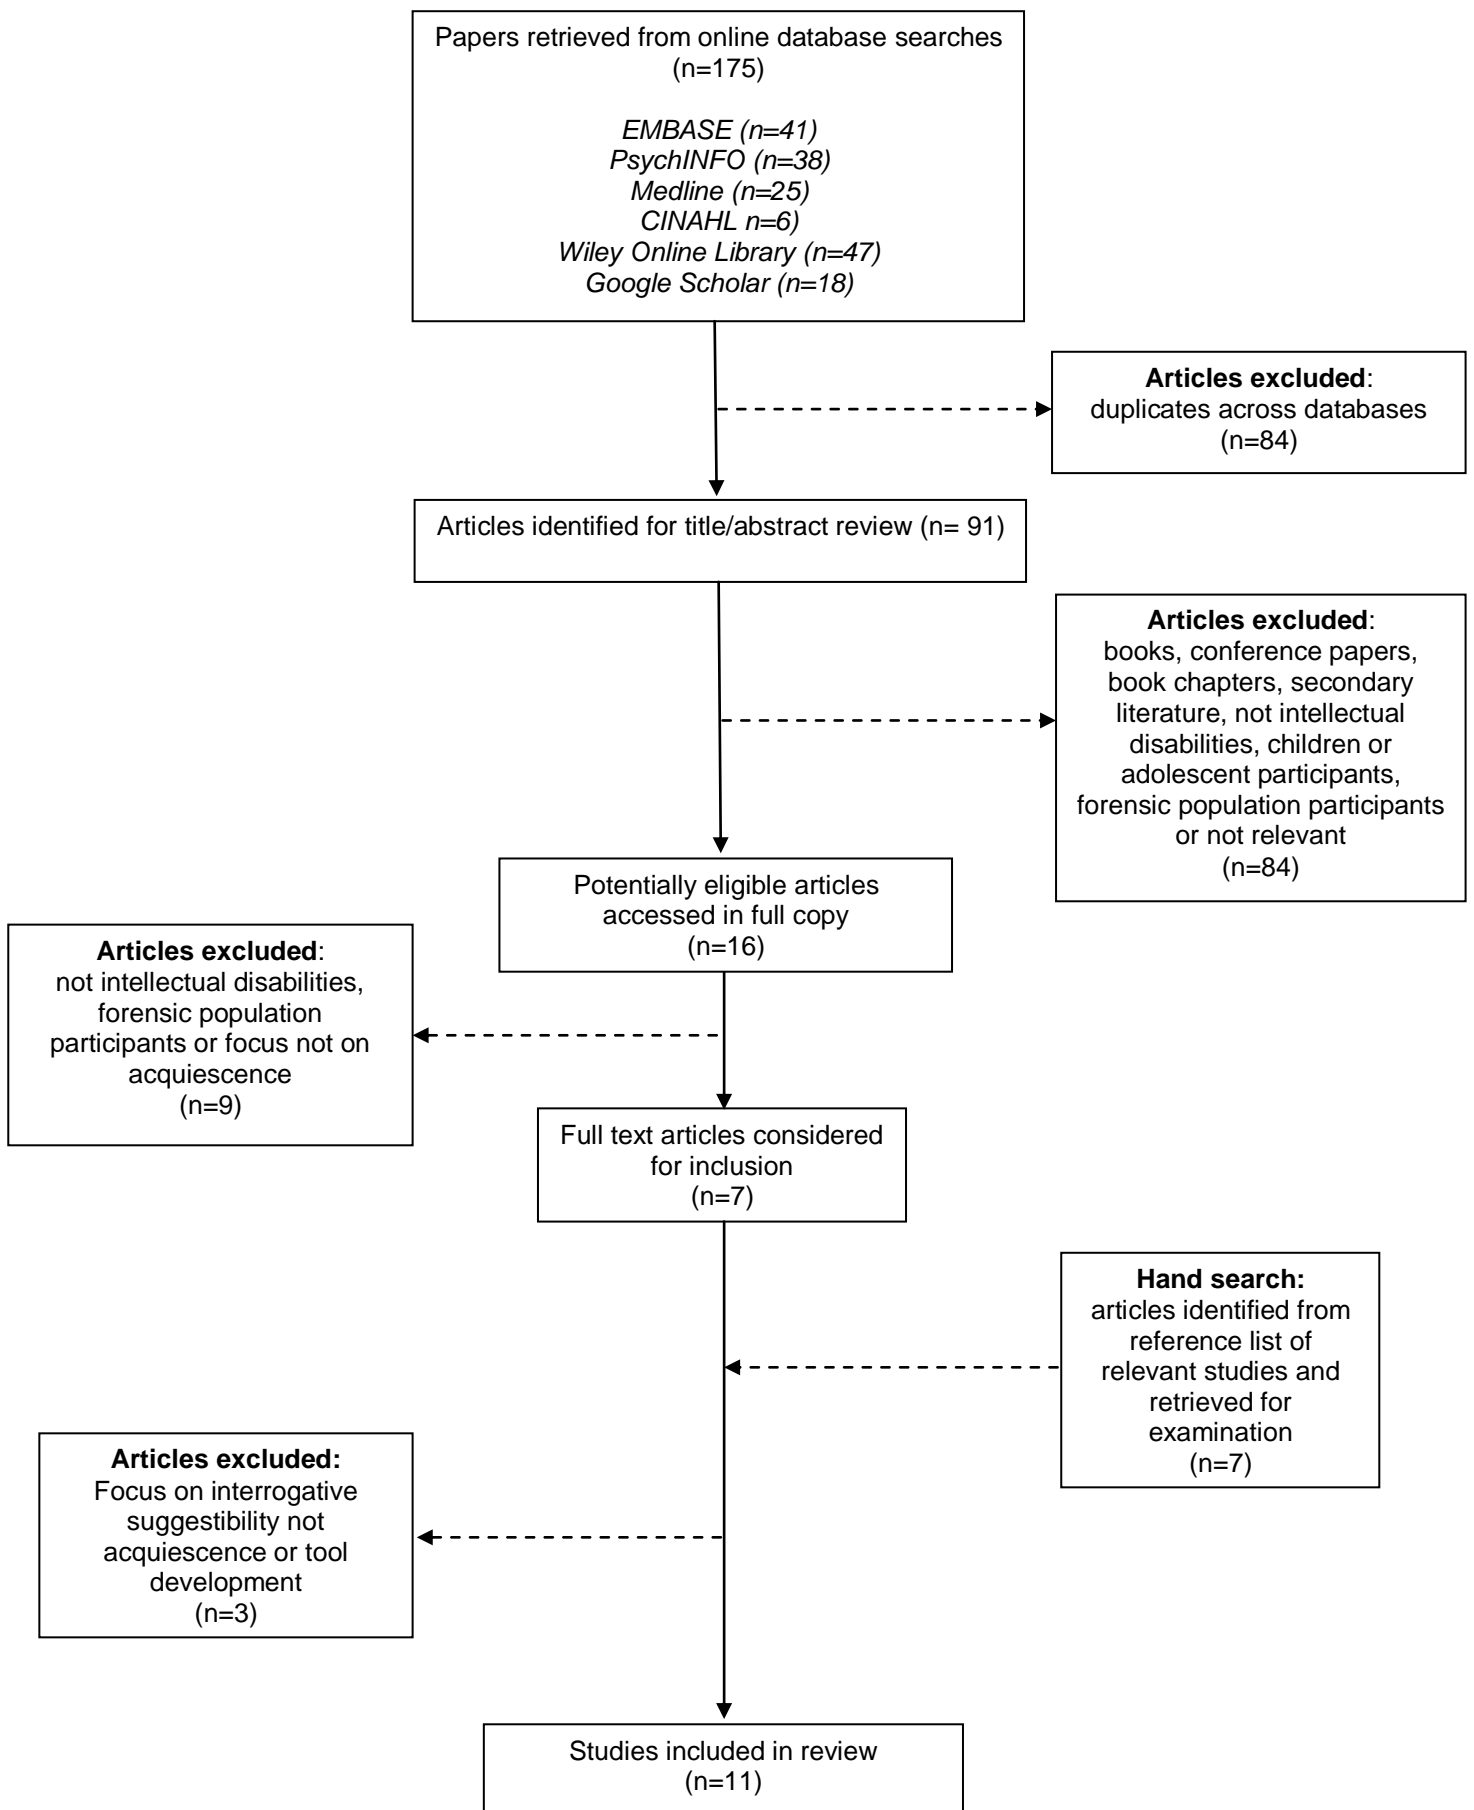 Papers retrieved from online database searches
(n=175)
EMBASE (n=41)
PsychINFO (n=38)
Medline (n=25)
CINAHL n=6)
Wiley Online Library (n=47)
Google Scholar (n=18)
Articles excluded:
duplicates across databases
(n=84)
Articles identified for title/abstract review (n= 91)
Articles excluded:
books, conference papers,
book chapters, secondary
literature, not intellectual
disabilities, children or
adolescent participants,
forensic population participants
or not relevant
(n=84)
Potentially eligible articles
accessed in full copy
(n=16)
Articles excluded:
not intellectual disabilities,
forensic population
participants or focus not on
acquiescence
(n=9)
Full text articles considered
for inclusion
(n=7)
Hand search:
articles identified from
reference list of
relevant studies and
retrieved for
examination
(n=7)
Articles excluded:
Focus on interrogative
suggestibility not
acquiescence or tool
development
(n=3)
Studies included in review
(n=11)